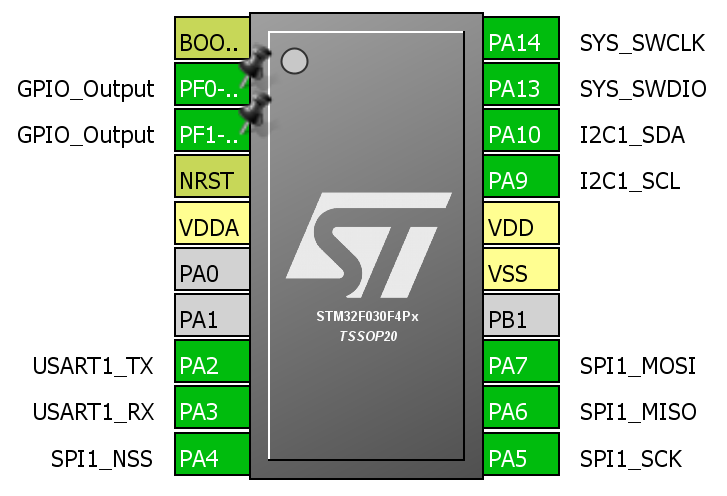 BOO..
PA14 SYS_SWCLK
GPIO_Output PF0-..
PA13 SYS_SWDIO
GPIO_Output PF1-..
PA10 I2C1_SDA
NRST
PA9 I2C1_SCL
VDDA
VDD
PA0
VSS
ST
STM32F030F4Px
TSSOP20
PA1
PB1
USART1_TX PA2
PA7 SPI1_MOSI
USART1_RX PA3
PA6 SPI1_MISO
SPI1_NSS PA4
PA5 SPI1_SCK